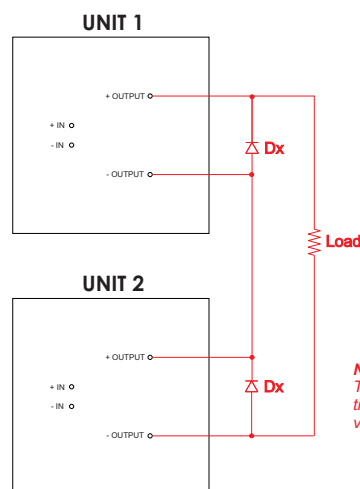 UNIT 1
+ OUTPUT
+ IN
- IN
Dx
- OUTPUT
Load
UNIT 2
+ OUTPUT
+ IN
- IN
Dx
- OUTPUT